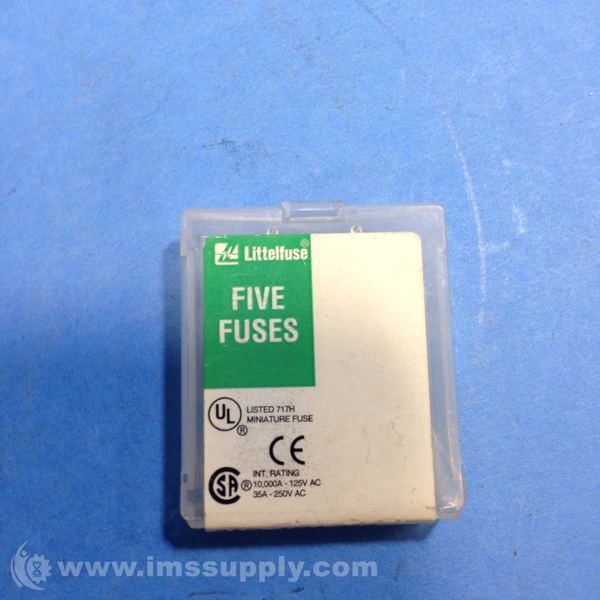 Littelfuse®
FIVE
FUSES
UL®
LISTED 717H
MINIATURE FUSE
CE
INT. RATING
SA® 10,000A - 125V AC
35A - 250V AC
www.imssupply.com